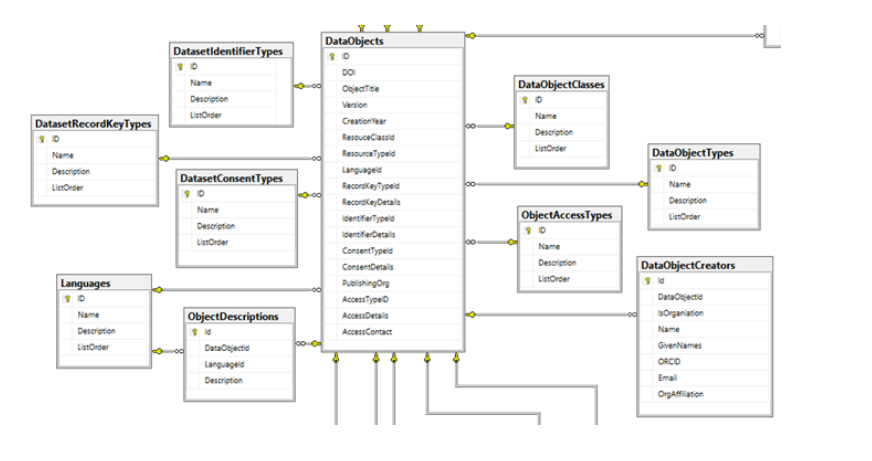 DataObjects
ID
DOI
ObjectTitle
Version
CreationYear
ResouceClassId
ResourceTypeId
LanguageId
RecordKeyTypeId
RecordKeyDetails
IdentifierTypeId
IdentifierDetails
ConsentTypeId
ConsentDetails
PublishingOrg
AccessTypeID
AccessDetails
AccessContact
DatasetIdentifierTypes
ID
Name
Description
ListOrder
DatasetRecordKeyTypes
ID
Name
Description
ListOrder
DatasetConsentTypes
ID
Name
Description
ListOrder
Languages
ID
Name
Description
ListOrder
ObjectDescriptions
Id
DataObjectId
LanguageId
Description
DataObjectClasses
ID
Name
Description
ListOrder
DataObjectTypes
ID
Name
Description
ListOrder
ObjectAccessTypes
ID
Name
Description
ListOrder
DataObjectCreators
Id
DataObjectId
IsOrganiation
Name
GivenNames
ORCID
Email
OrgAffiliation